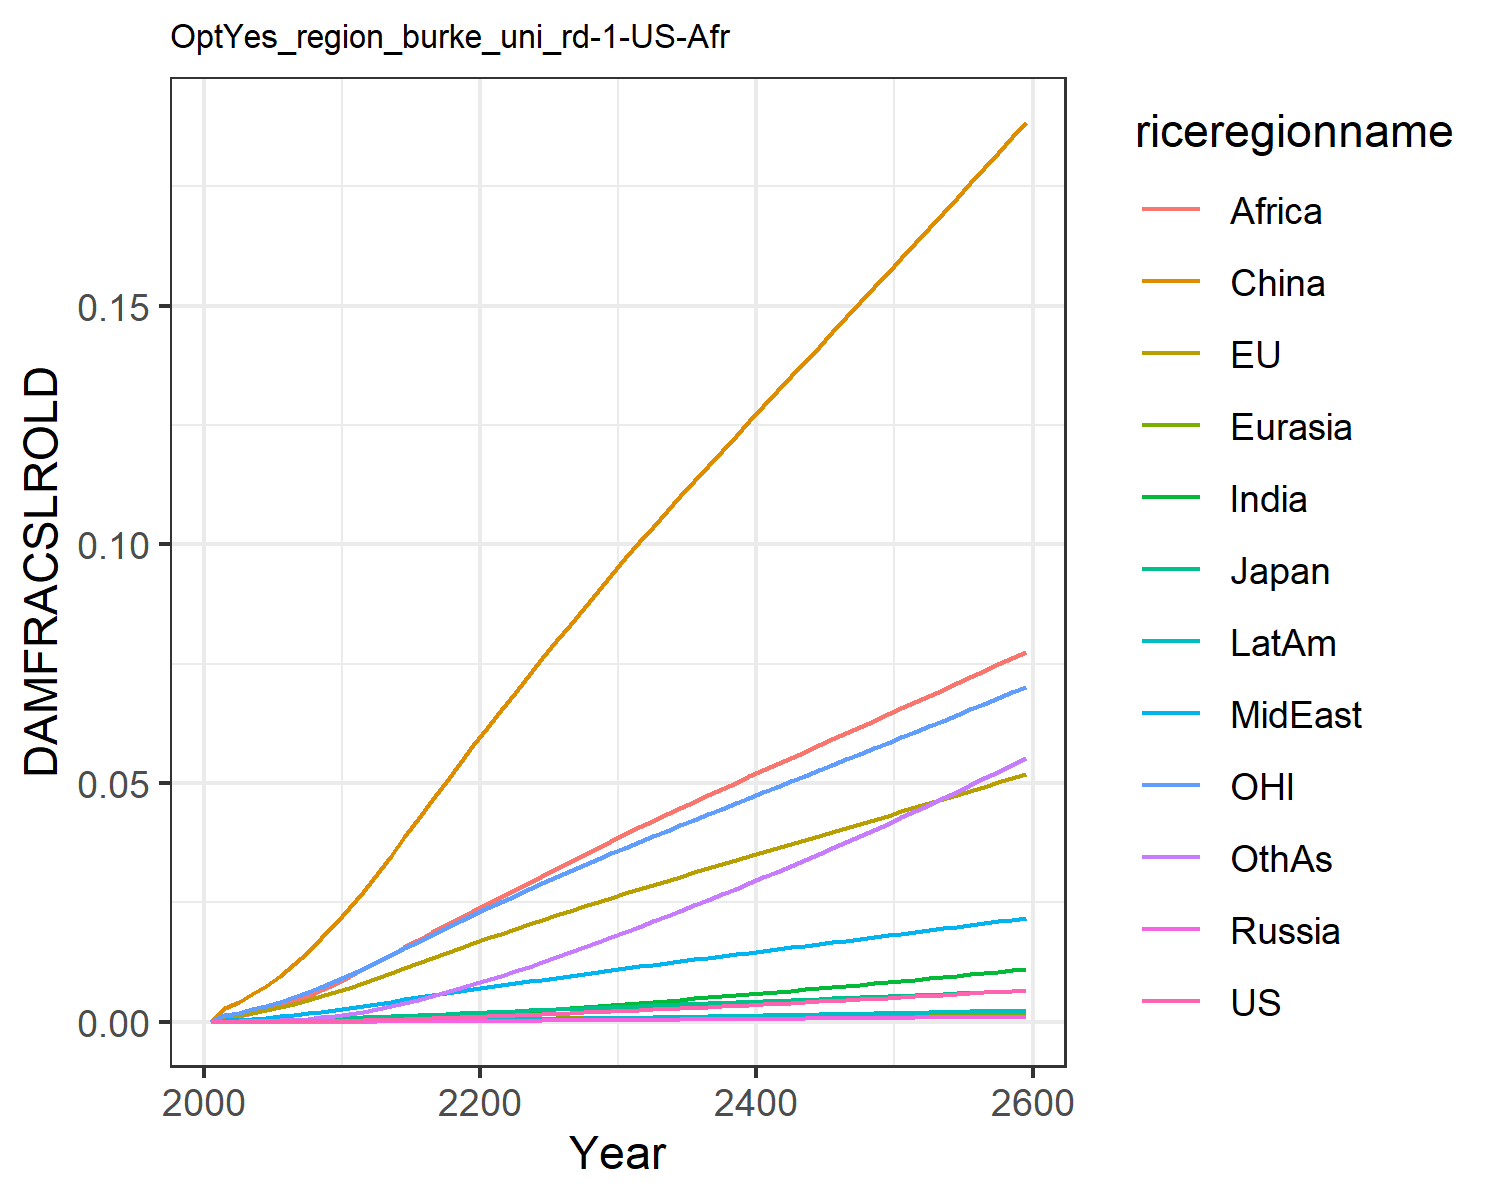 OptYes_region_burke_uni_rd-1-US-Afr
DAMFRACSLROLD
0.15
0.10
0.05
0.00
2000 2200 2400 2600
Year
riceregionname
Africa
China
EU
Eurasia
India
Japan
LatAm
MidEast
OHI
OthAs
Russia
US